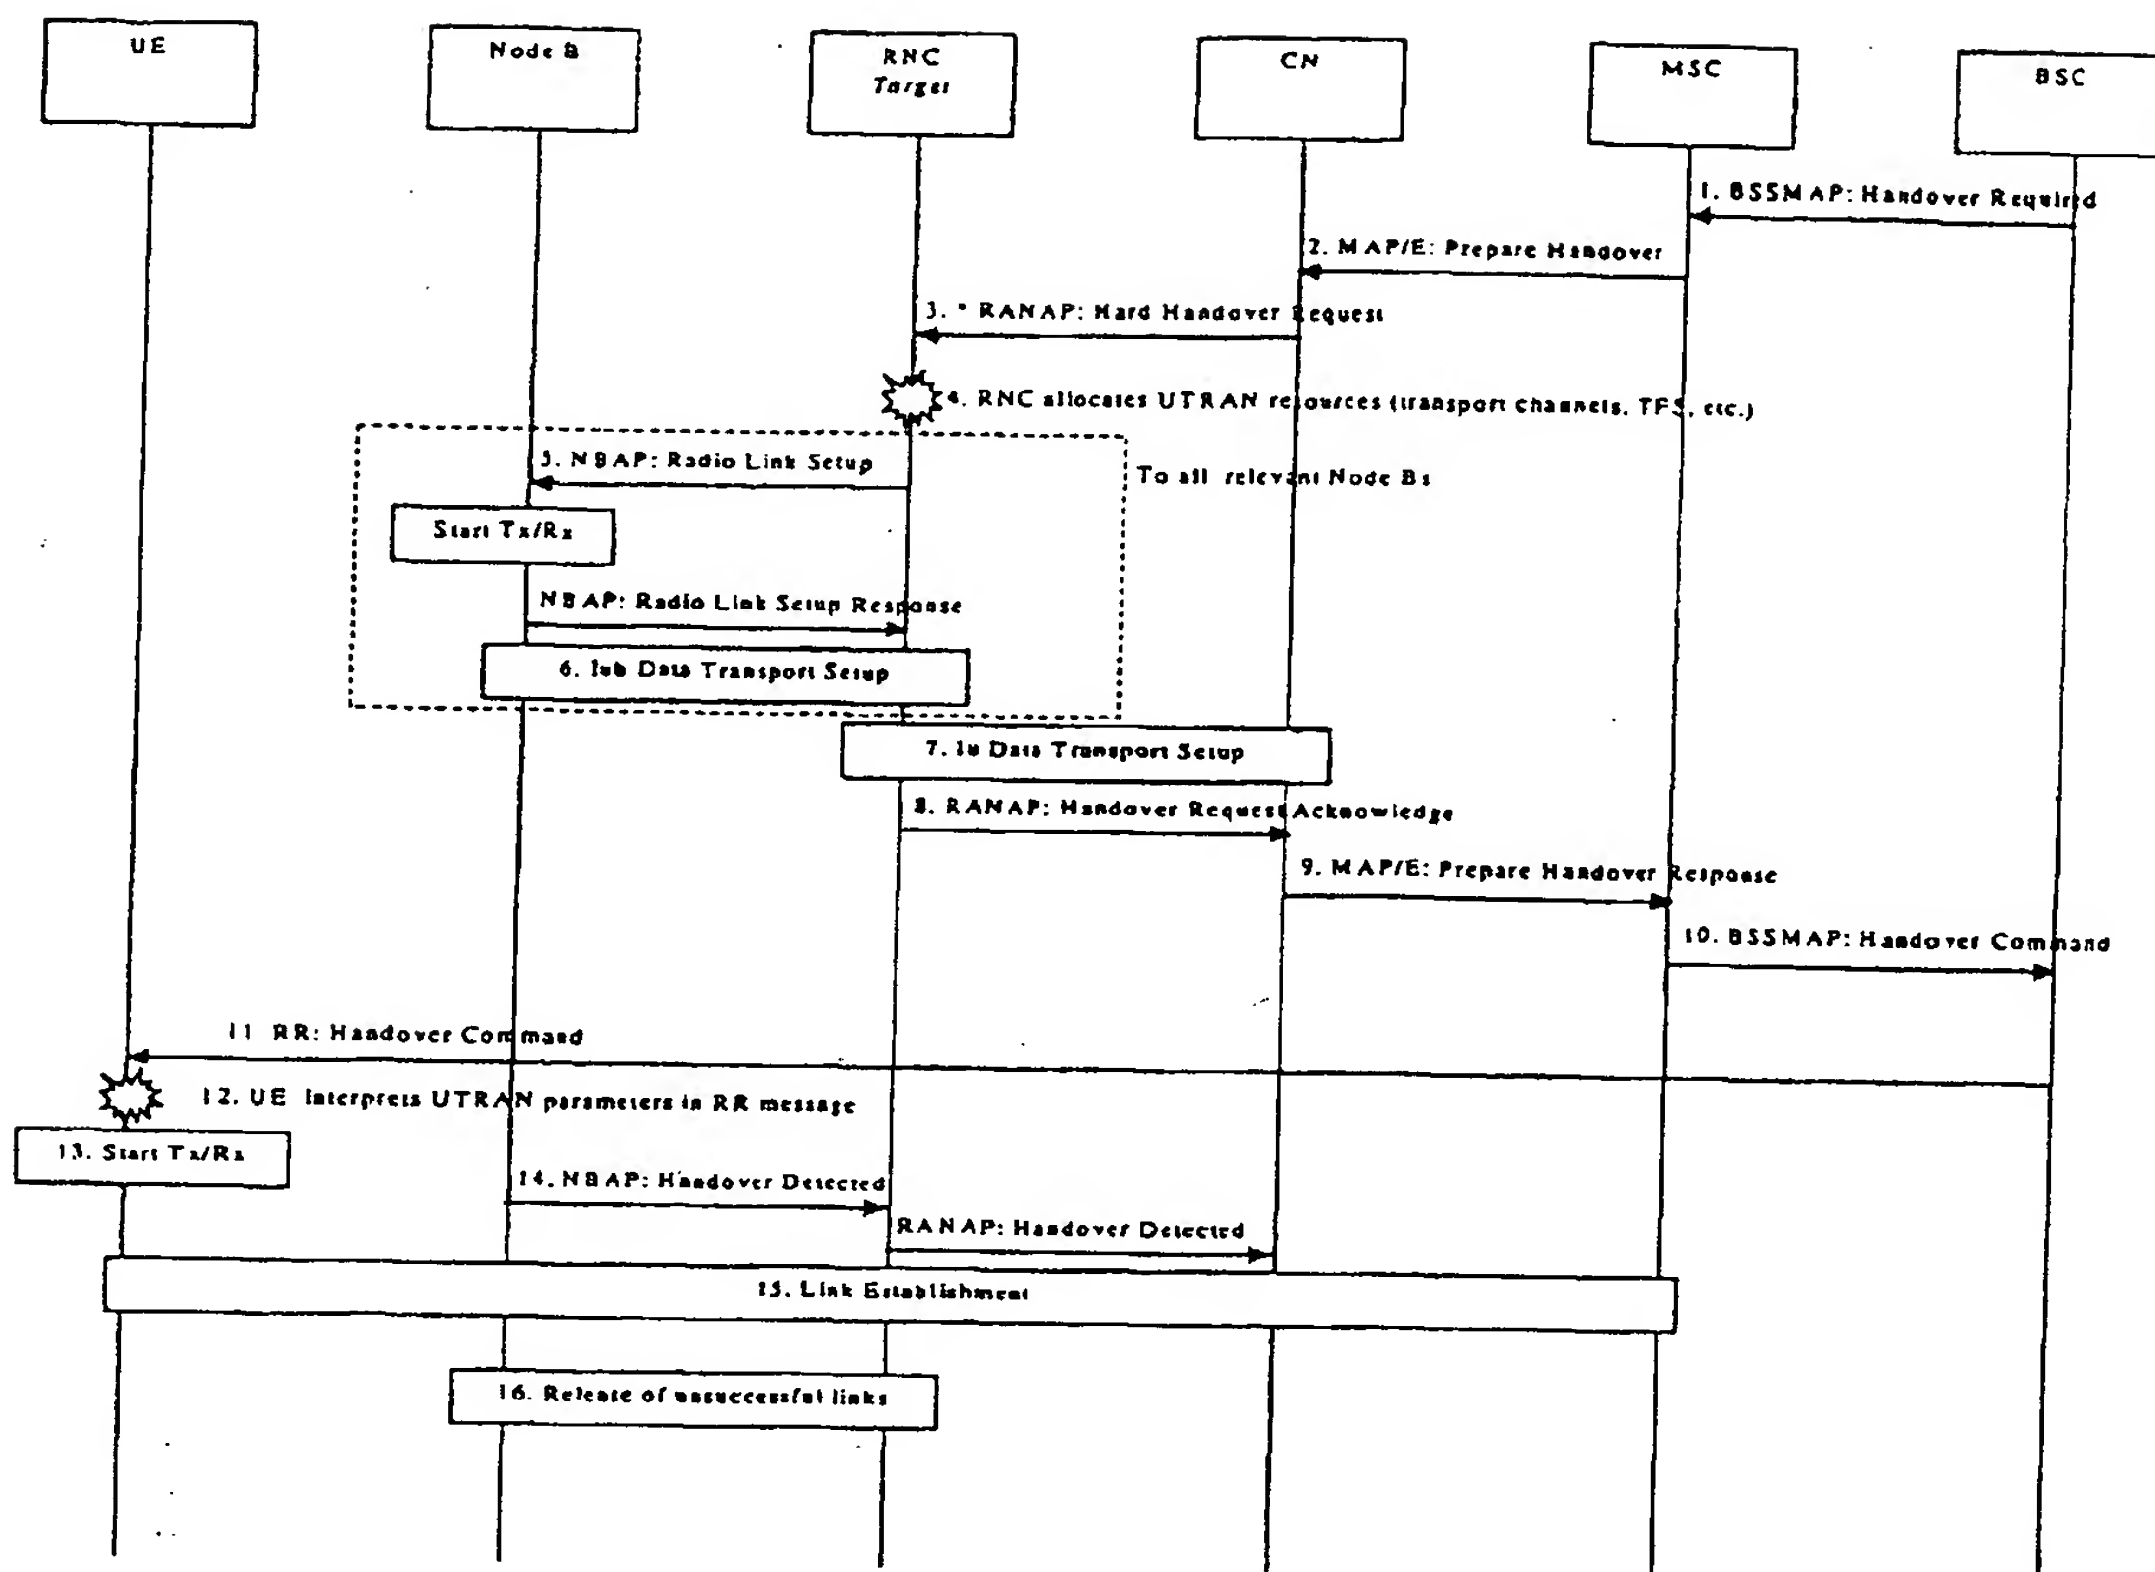 UE
Node B
RNC
Target
CN
MSC
BSC
1. BSSMAP: Handover Required
2. MAP/E: Prepare Handover
3. * RANAP: Hard Handover Request
4. RNC allocates UTRAN resources (transport channels, TFS, etc.)
5. NBAP: Radio Link Setup
To all relevant Node Bs
Start Tx/Rx
NBAP: Radio Link Setup Response
6. Iub Data Transport Setup
7. Iu Data Transport Setup
8. RANAP: Handover Request Acknowledge
9. MAP/E: Prepare Handover Response
10. BSSMAP: Handover Command
11 RR: Handover Command
12. UE interprets UTRAN parameters in RR message
13. Start Tx/Rx
14. NBAP: Handover Detected
RANAP: Handover Detected
15. Link Establishment
16. Release of unsuccessful links